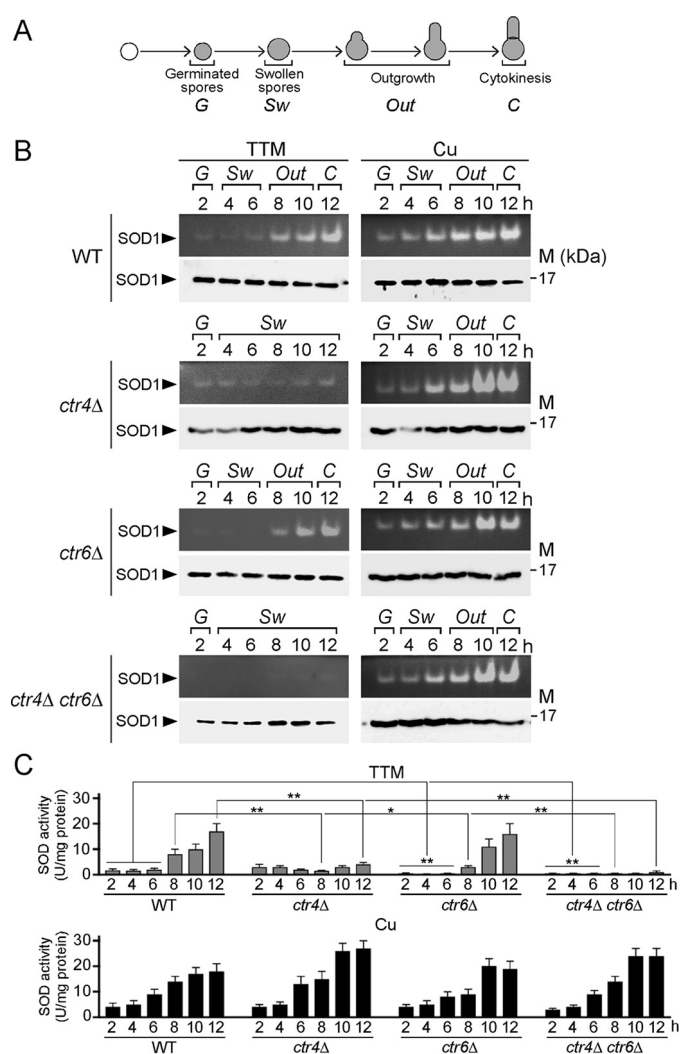 A
Germinated spores
Swollen spores
Outgrowth
Cytokinesis
G Sw Out C
B
TTM Cu
G Sw Out C G Sw Out C
2 4 6 8 10 12 2 4 6 8 10 12 h
WT
SOD1
M (kDa)
SOD1
17
G Sw G Sw Out C
2 4 6 8 10 12 2 4 6 8 10 12 h
ctr4Δ
SOD1
M
SOD1
17
G Sw Out C G Sw Out C
2 4 6 8 10 12 2 4 6 8 10 12 h
ctr6Δ
SOD1
M
SOD1
17
G Sw G Sw Out C
2 4 6 8 10 12 2 4 6 8 10 12 h
ctr4Δ ctr6Δ
SOD1
M
SOD1
17
C
TTM
SOD activity
(U/mg protein)
30
20
10
0
** **
** * **
** **
2 4 6 8 10 12 2 4 6 8 10 12 2 4 6 8 10 12 2 4 6 8 10 12 h
WT ctr4Δ ctr6Δ ctr4Δ ctr6Δ
Cu
SOD activity
(U/mg protein)
30
20
10
0
2 4 6 8 10 12 2 4 6 8 10 12 2 4 6 8 10 12 2 4 6 8 10 12 h
WT ctr4Δ ctr6Δ ctr4Δ ctr6Δ